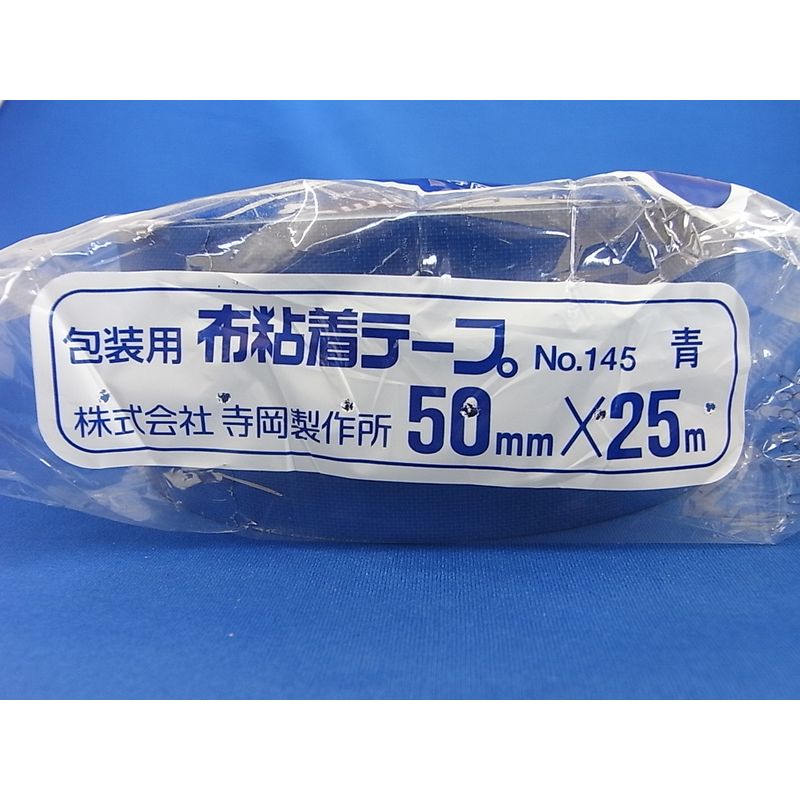 包装用 布粘着テープ。 No.145 青
株式会社 寺岡製作所 50mm×25m